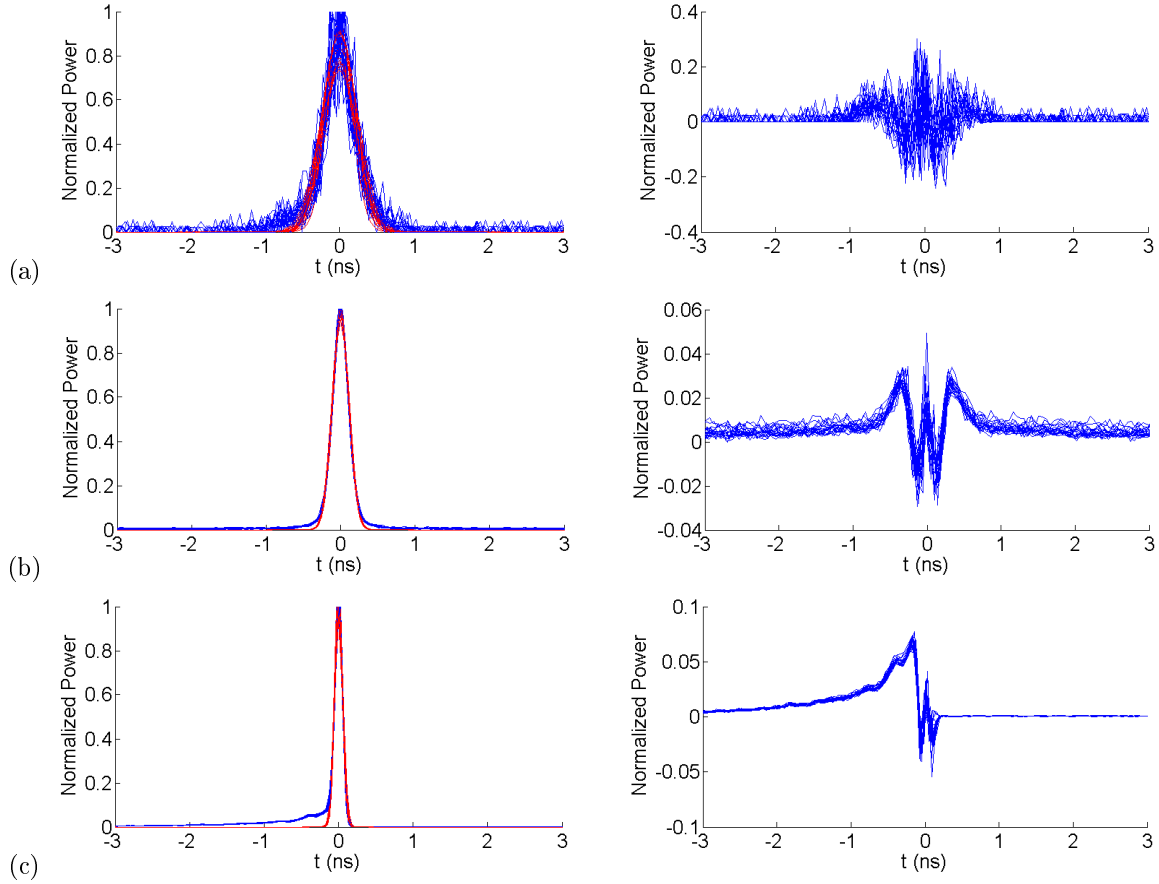 Normalized Power
1
0.8
0.6
0.4
0.2
0
-3 -2 -1 0 1 2 3
t (ns)
Normalized Power
0.4
0.2
0
-0.2
-0.4
-3 -2 -1 0 1 2 3
t (ns)
(a)
Normalized Power
1
0.8
0.6
0.4
0.2
0
-3 -2 -1 0 1 2 3
t (ns)
Normalized Power
0.06
0.04
0.02
0
-0.02
-0.04
-3 -2 -1 0 1 2 3
t (ns)
(b)
Normalized Power
1
0.8
0.6
0.4
0.2
0
-3 -2 -1 0 1 2 3
t (ns)
Normalized Power
0.1
0.05
0
-0.05
-0.1
-3 -2 -1 0 1 2 3
t (ns)
(c)